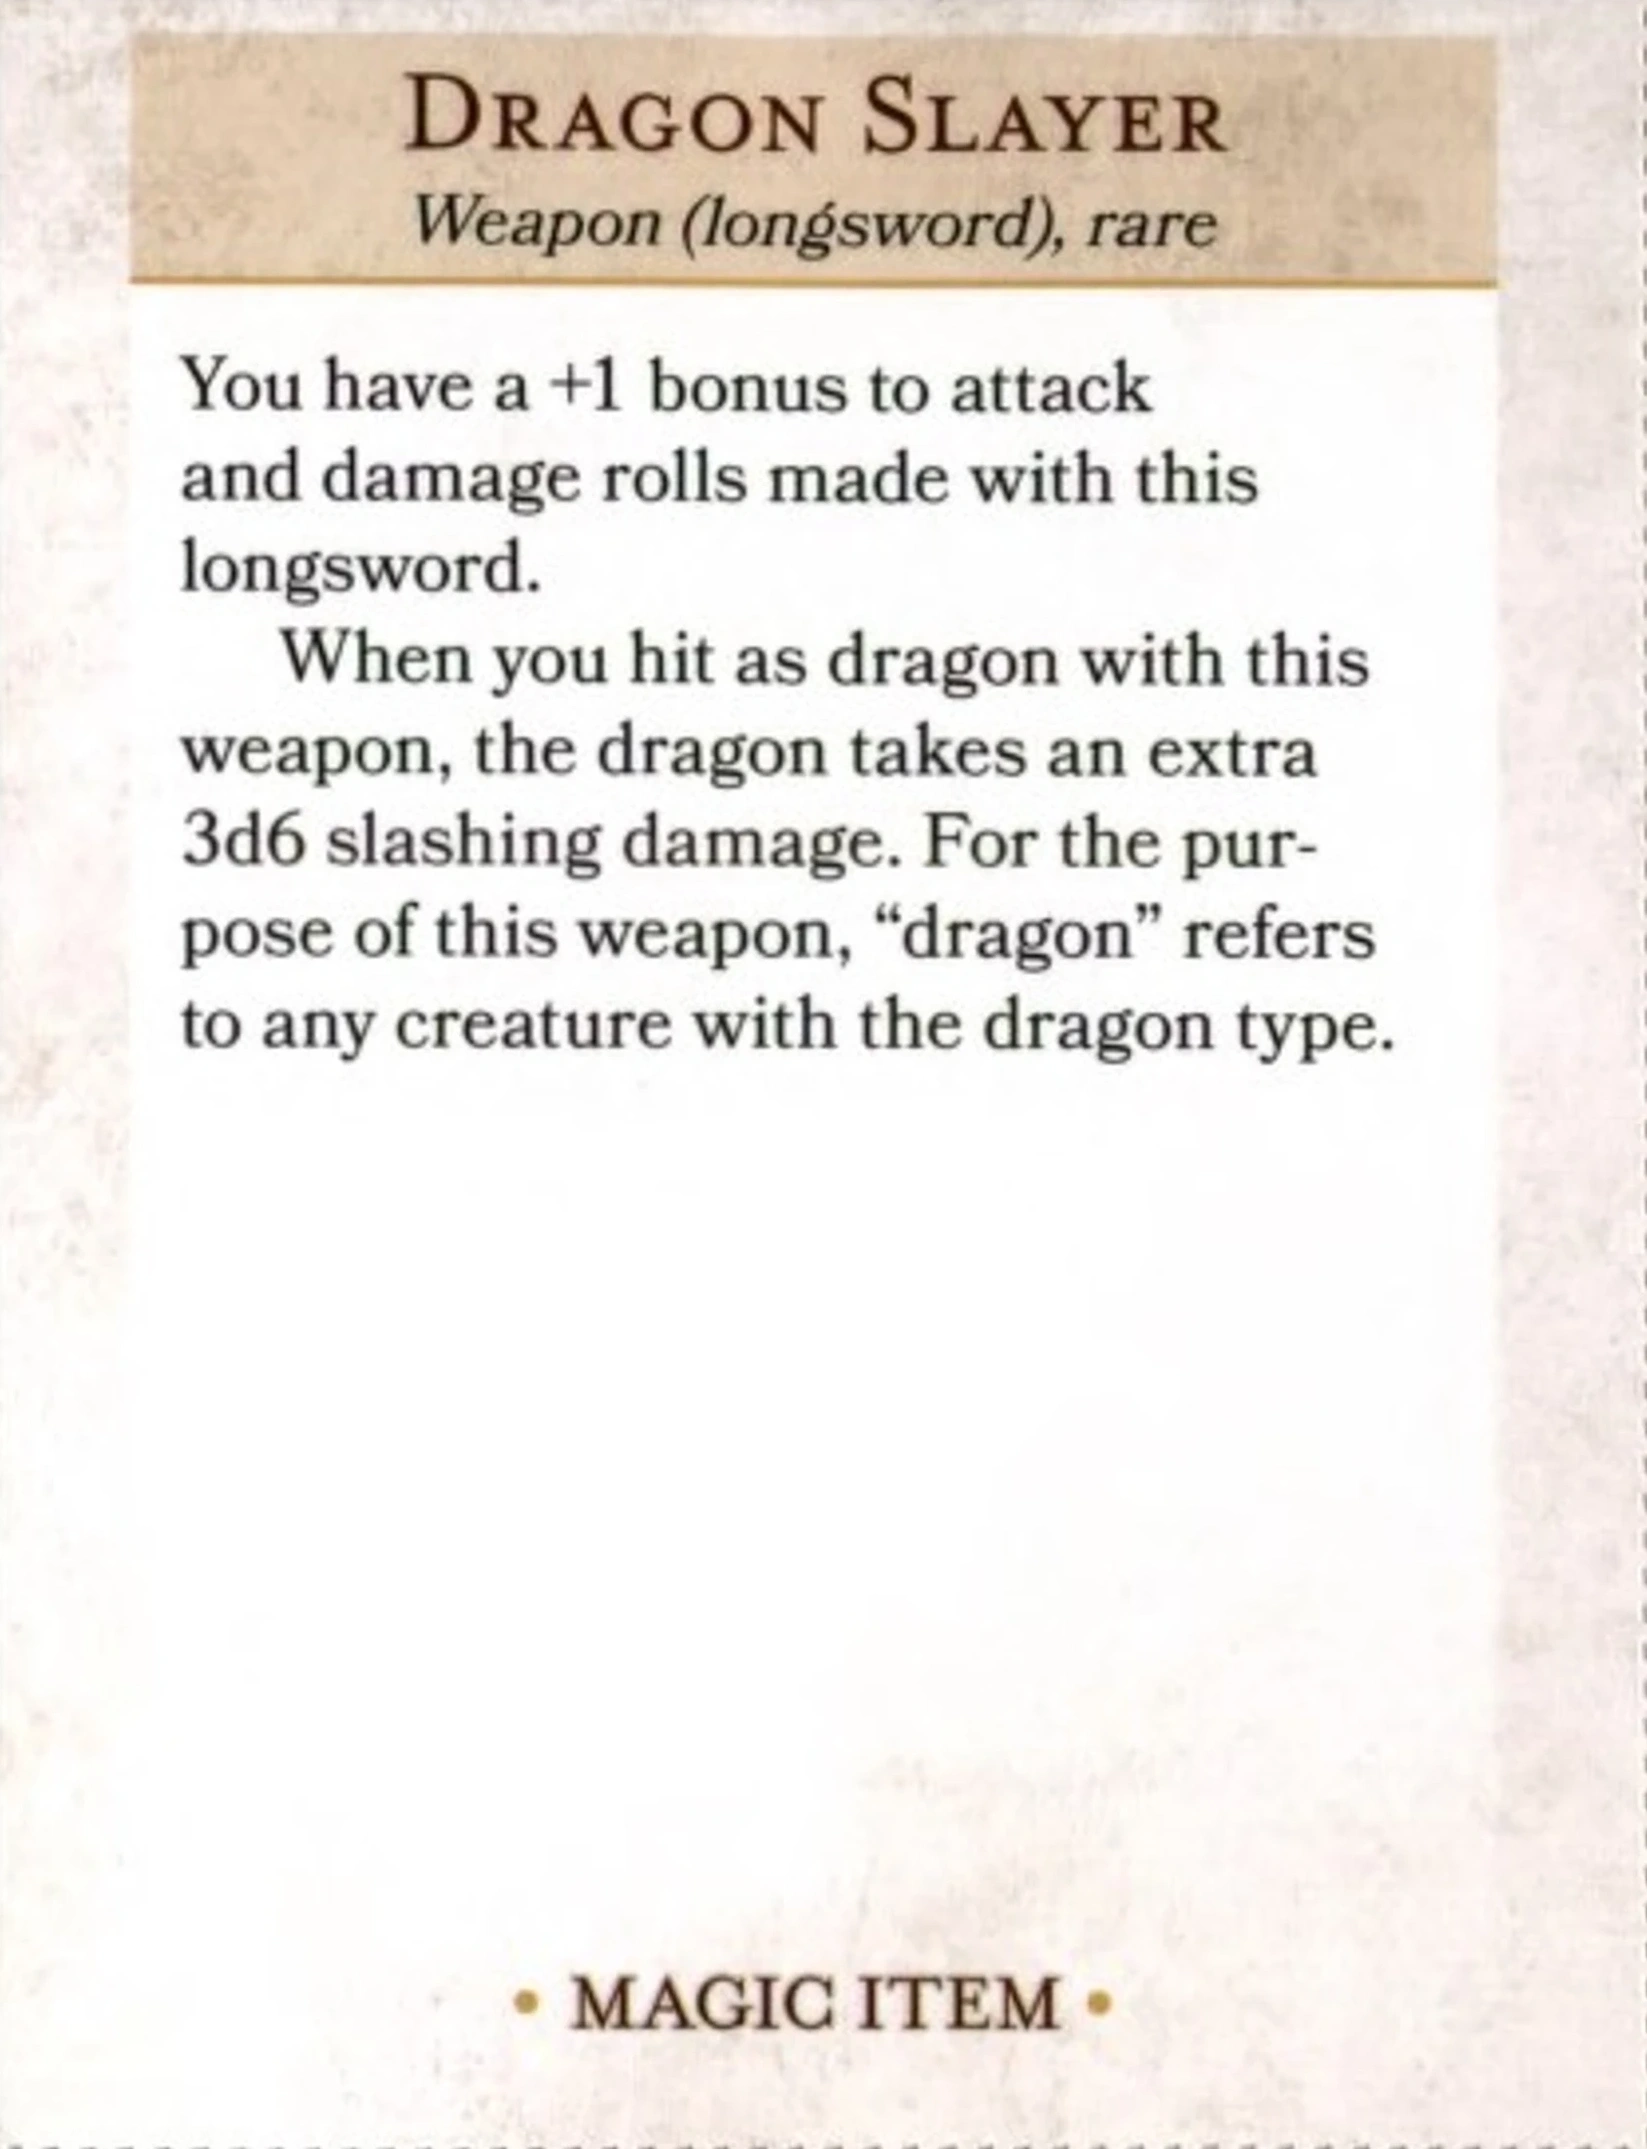 Dragon Slayer
Weapon (longsword), rare
You have a +1 bonus to attack
and damage rolls made with this
longsword.
When you hit as dragon with this
weapon, the dragon takes an extra
3d6 slashing damage. For the pur-
pose of this weapon, “dragon” refers
to any creature with the dragon type.
• MAGIC ITEM •